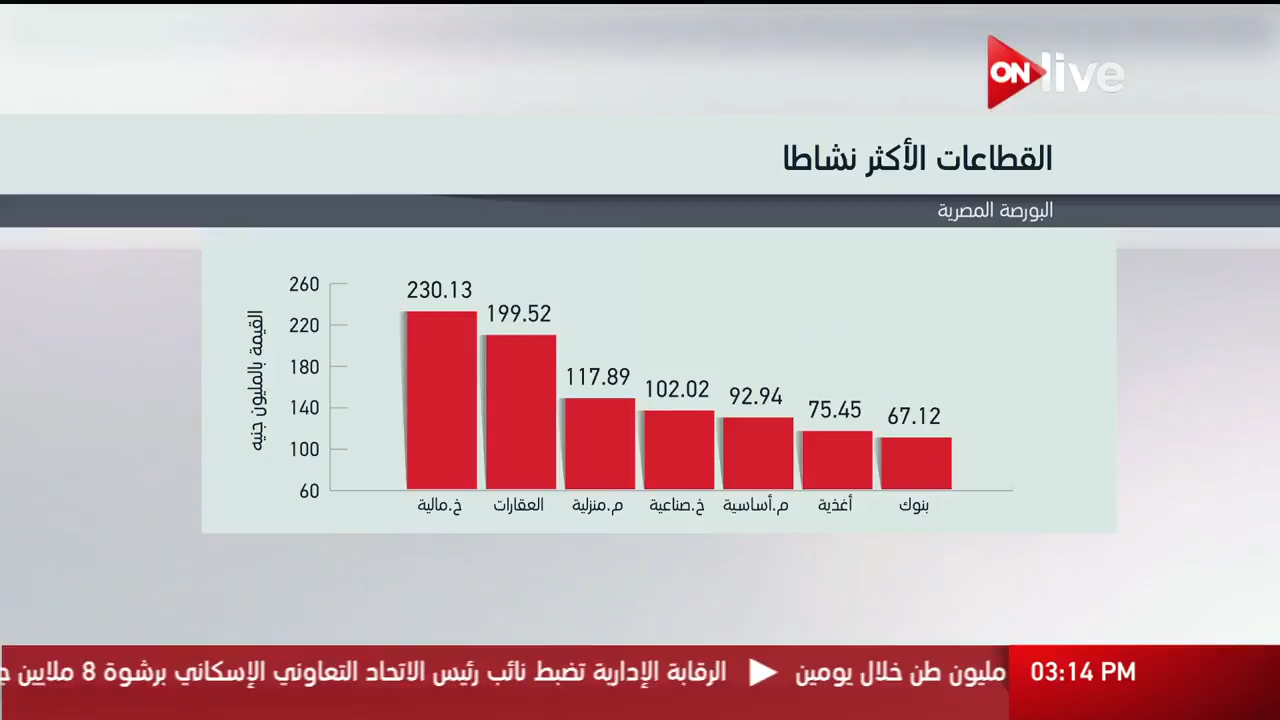 ON live
القطاعات الأكثر نشاطا
البورصة المصرية
القيمة بالمليون جنيه
260
220
180
140
100
60
230.13
199.52
117.89
102.02
92.94
75.45
67.12
خ.مالية
العقارات
م.منزلية
خ.صناعية
م.أساسية
أغذية
بنوك
03:14 PM
مليون طن خلال يومين
الرقابة الإدارية تضبط نائب رئيس الاتحاد التعاوني الإسكاني برشوة 8 ملايين